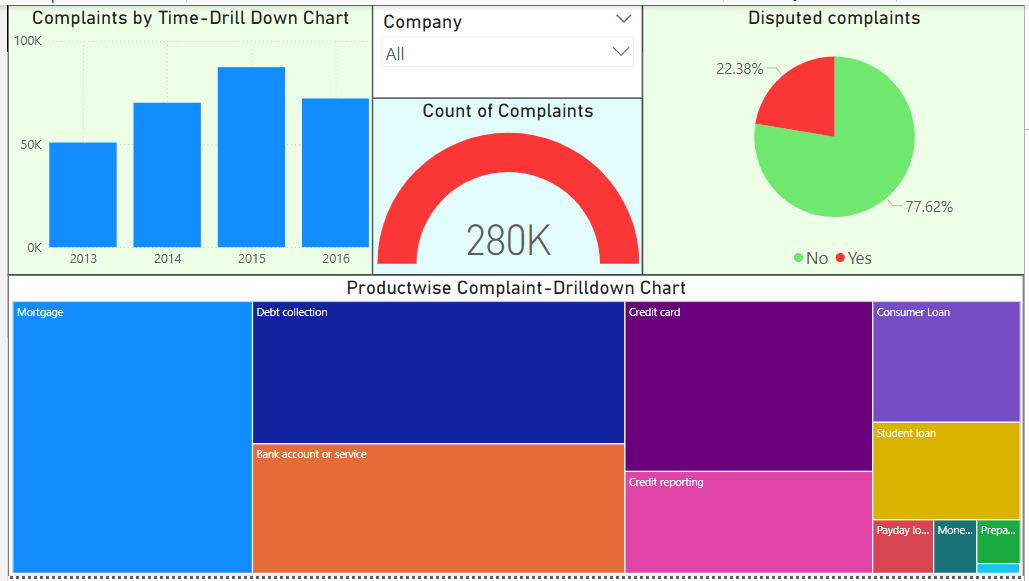 Complaints by Time-Drill Down Chart
100K
50K
0K
2013 2014 2015 2016
Company
All
Count of Complaints
280K
Disputed complaints
22.38%
77.62%
No Yes
Productwise Complaint-Drilldown Chart
Mortgage
Debt collection
Bank account or service
Credit card
Credit reporting
Consumer Loan
Student loan
Payday lo...
Mone...
Prepa...